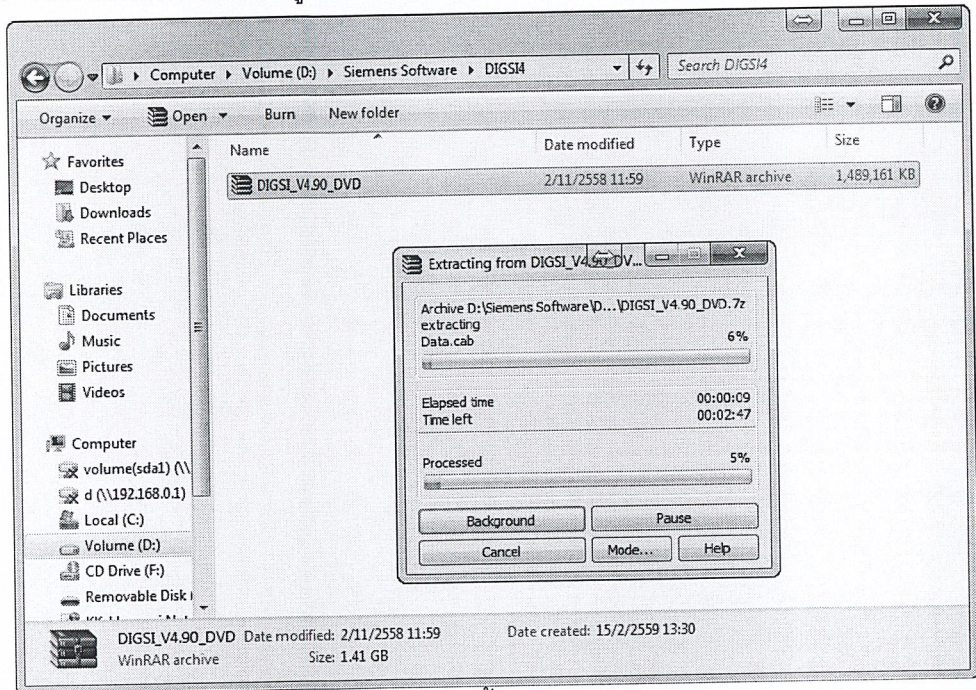 Computer ▸ Volume (D:) ▸ Siemens Software ▸ DIGSI4
Search DIGSI4
Organize
Open
Burn
New folder
Name
Date modified
Type
Size
DIGSI_V4.90_DVD
2/11/2558 11:59
WinRAR archive
1,489,161 KB
Favorites
Desktop
Downloads
Recent Places
Libraries
Documents
Music
Pictures
Videos
Computer
volume(sda1) (\\
d (\\192.168.0.1)
Local (C:)
Volume (D:)
CD Drive (F:)
Removable Disk
Extracting from DIGSI_V4.90_DV...
Archive D:\Siemens Software\D...\DIGSI_V4.90_DVD.7z
extracting
Data.cab
6%
Elapsed time
00:00:09
Time left
00:02:47
Processed
5%
Background
Pause
Cancel
Mode...
Help
DIGSI_V4.90_DVD Date modified: 2/11/2558 11:59
Date created: 15/2/2559 13:30
WinRAR archive
Size: 1.41 GB